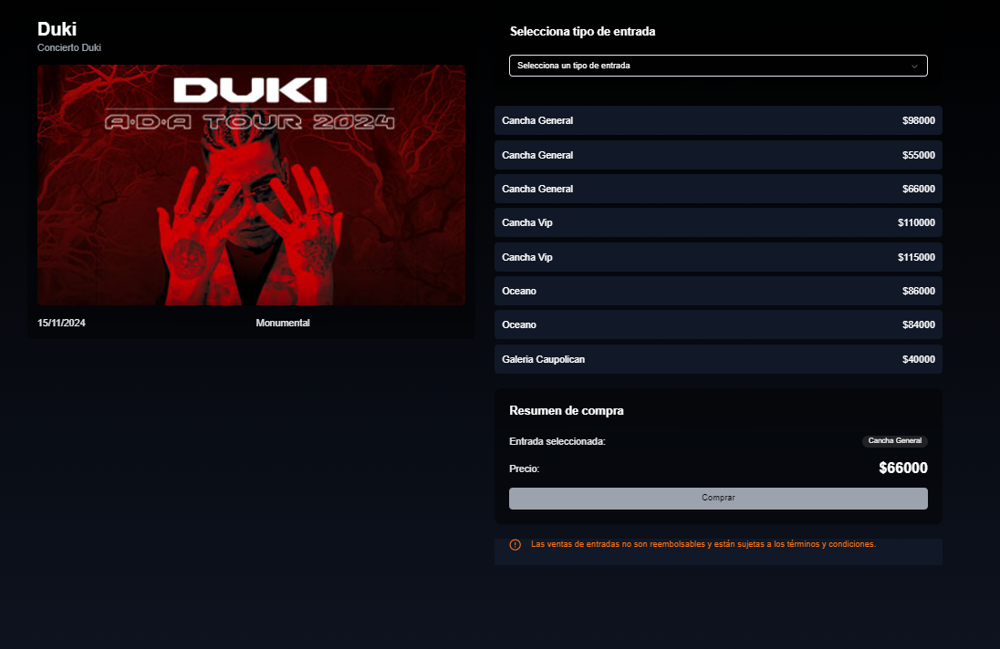 Duki
Concierto Duki
DUKI
A·D·A TOUR 2024
15/11/2024
Monumental
Selecciona tipo de entrada
Selecciona un tipo de entrada
Cancha General $98000
Cancha General $55000
Cancha General $66000
Cancha Vip $110000
Cancha Vip $115000
Oceano $86000
Oceano $84000
Galeria Caupolican $40000
Resumen de compra
Entrada seleccionada: Cancha General
Precio: $66000
Comprar
Las ventas de entradas no son reembolsables y están sujetas a los términos y condiciones.